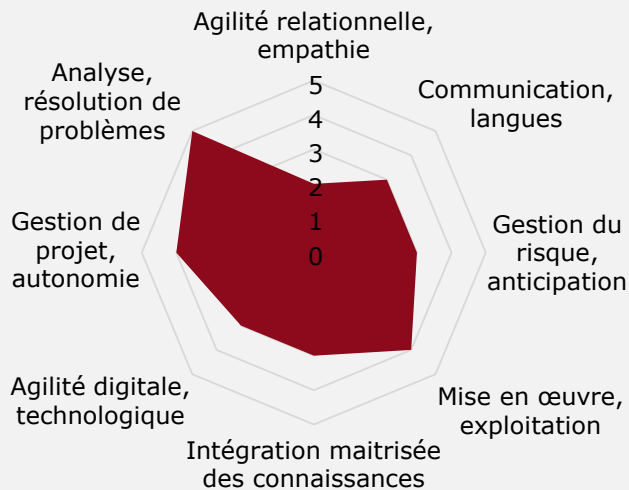 Agilité relationnelle,
empathie
Analyse,
résolution de
problèmes
Communication,
langues
5
4
3
2
1
0
Gestion de
projet,
autonomie
Gestion du
risque,
anticipation
Agilité digitale,
technologique
Mise en œuvre,
exploitation
Intégration maitrisée
des connaissances